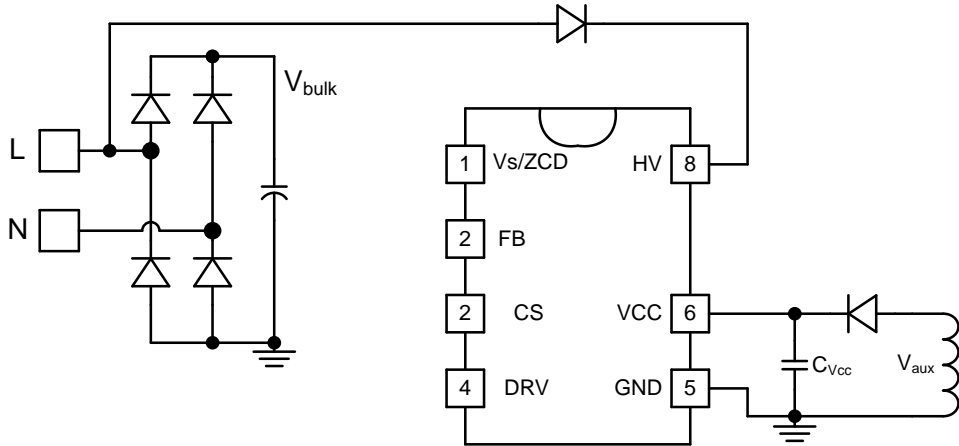 V_bulk
L
1 Vs/ZCD HV 8
N
2 FB
2 CS VCC 6
C_Vcc V_aux
4 DRV GND 5